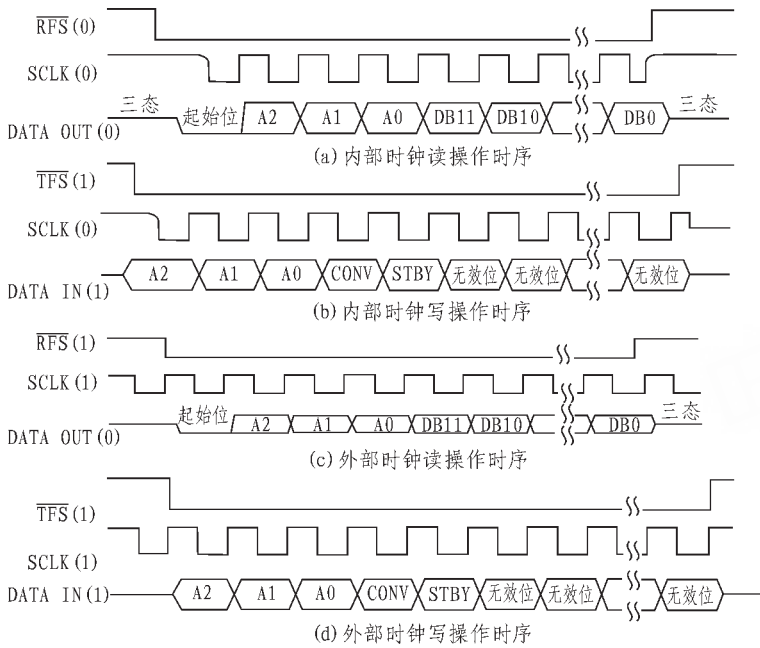 RFS(0)
SCLK(0)
三态 起始位 A2 A1 A0 DB11 DB10 DB0 三态
DATA OUT(0)
(a)内部时钟读操作时序
TFS(1)
SCLK(0)
A2 A1 A0 CONV STBY 无效位 无效位 无效位
DATA IN(1)
(b)内部时钟写操作时序
RFS(1)
SCLK(1)
起始位 A2 A1 A0 DB11 DB10 DB0 三态
DATA OUT(0)
(c)外部时钟读操作时序
TFS(1)
SCLK(1)
DATA IN(1) A2 A1 A0 CONV STBY 无效位 无效位 无效位
(d)外部时钟写操作时序